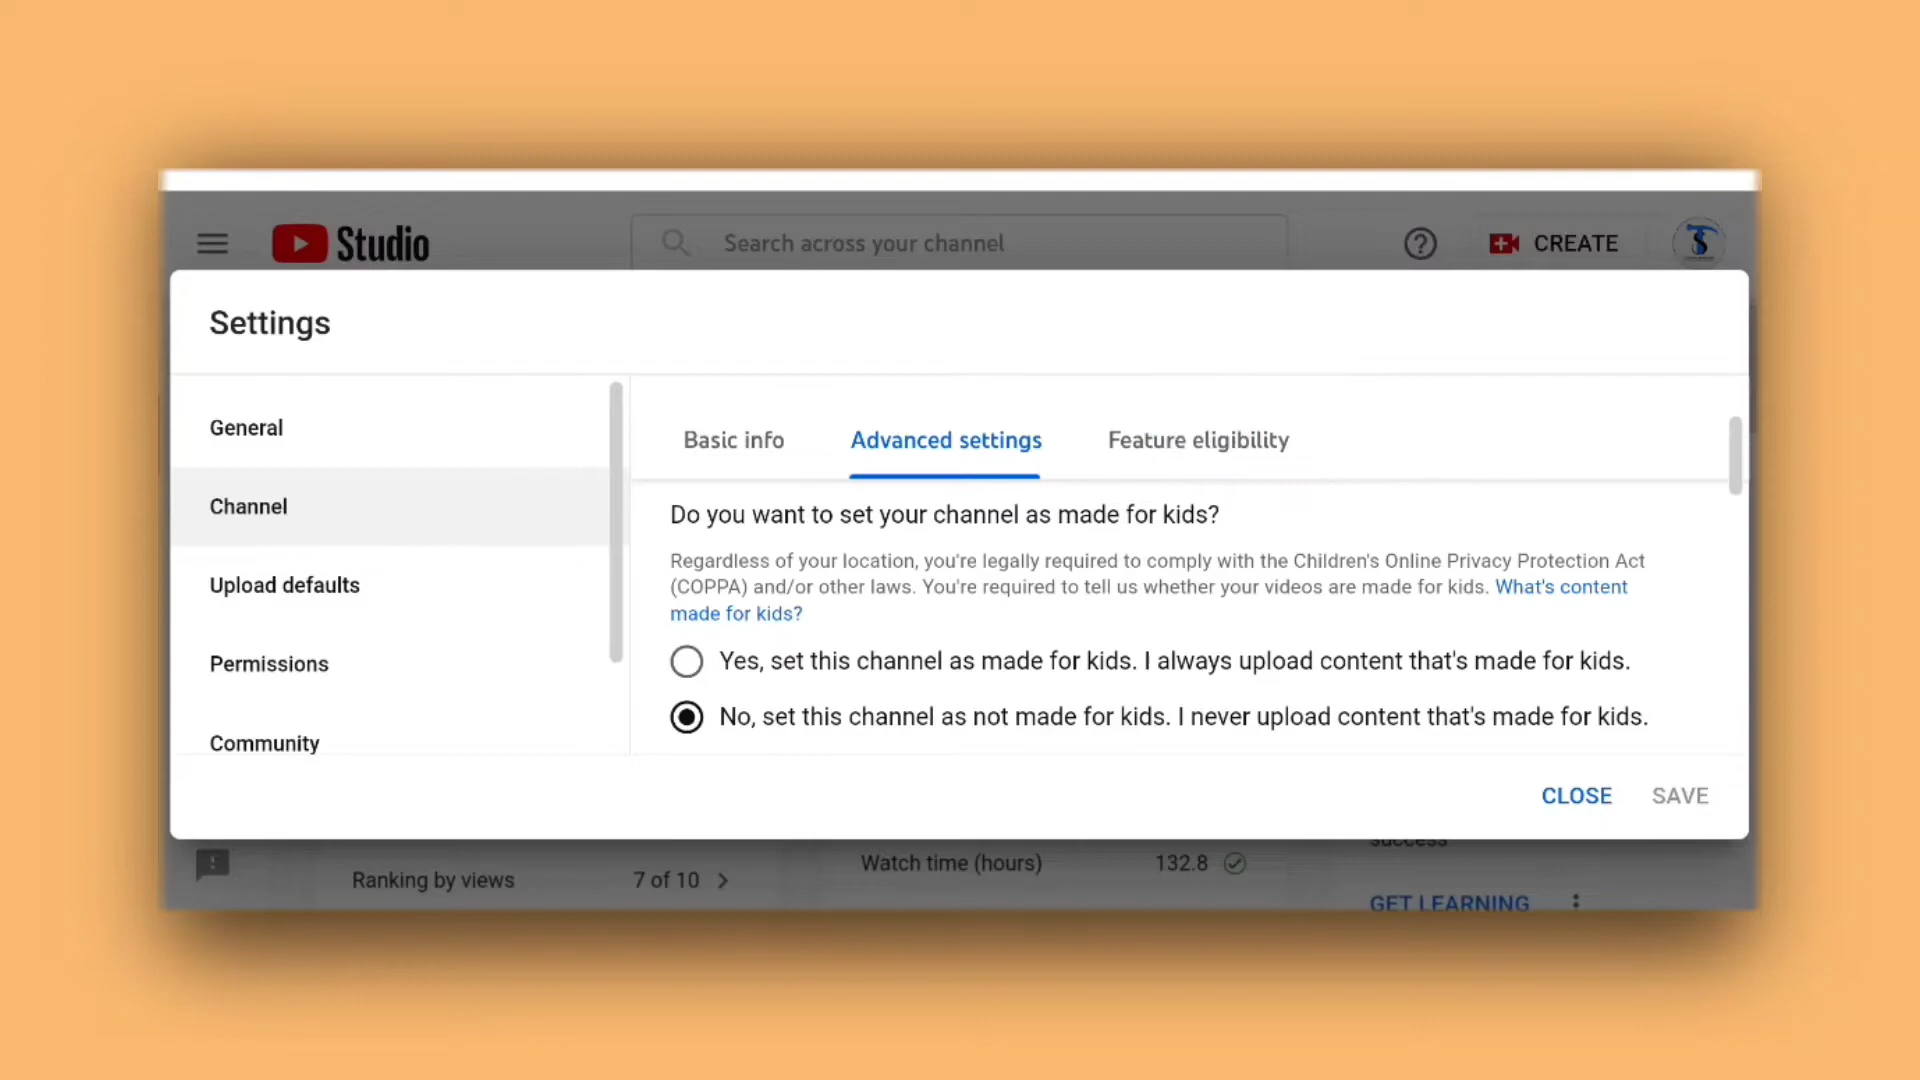 Studio
Search across your channel
CREATE
Settings
General
Channel
Upload defaults
Permissions
Community
Basic info
Advanced settings
Feature eligibility
Do you want to set your channel as made for kids?
Regardless of your location, you're legally required to comply with the Children's Online Privacy Protection Act
(COPPA) and/or other laws. You're required to tell us whether your videos are made for kids. What's content
made for kids?
Yes, set this channel as made for kids. I always upload content that's made for kids.
No, set this channel as not made for kids. I never upload content that's made for kids.
CLOSE
SAVE
Ranking by views
7 of 10
Watch time (hours)
132.8
success
GET LEARNING